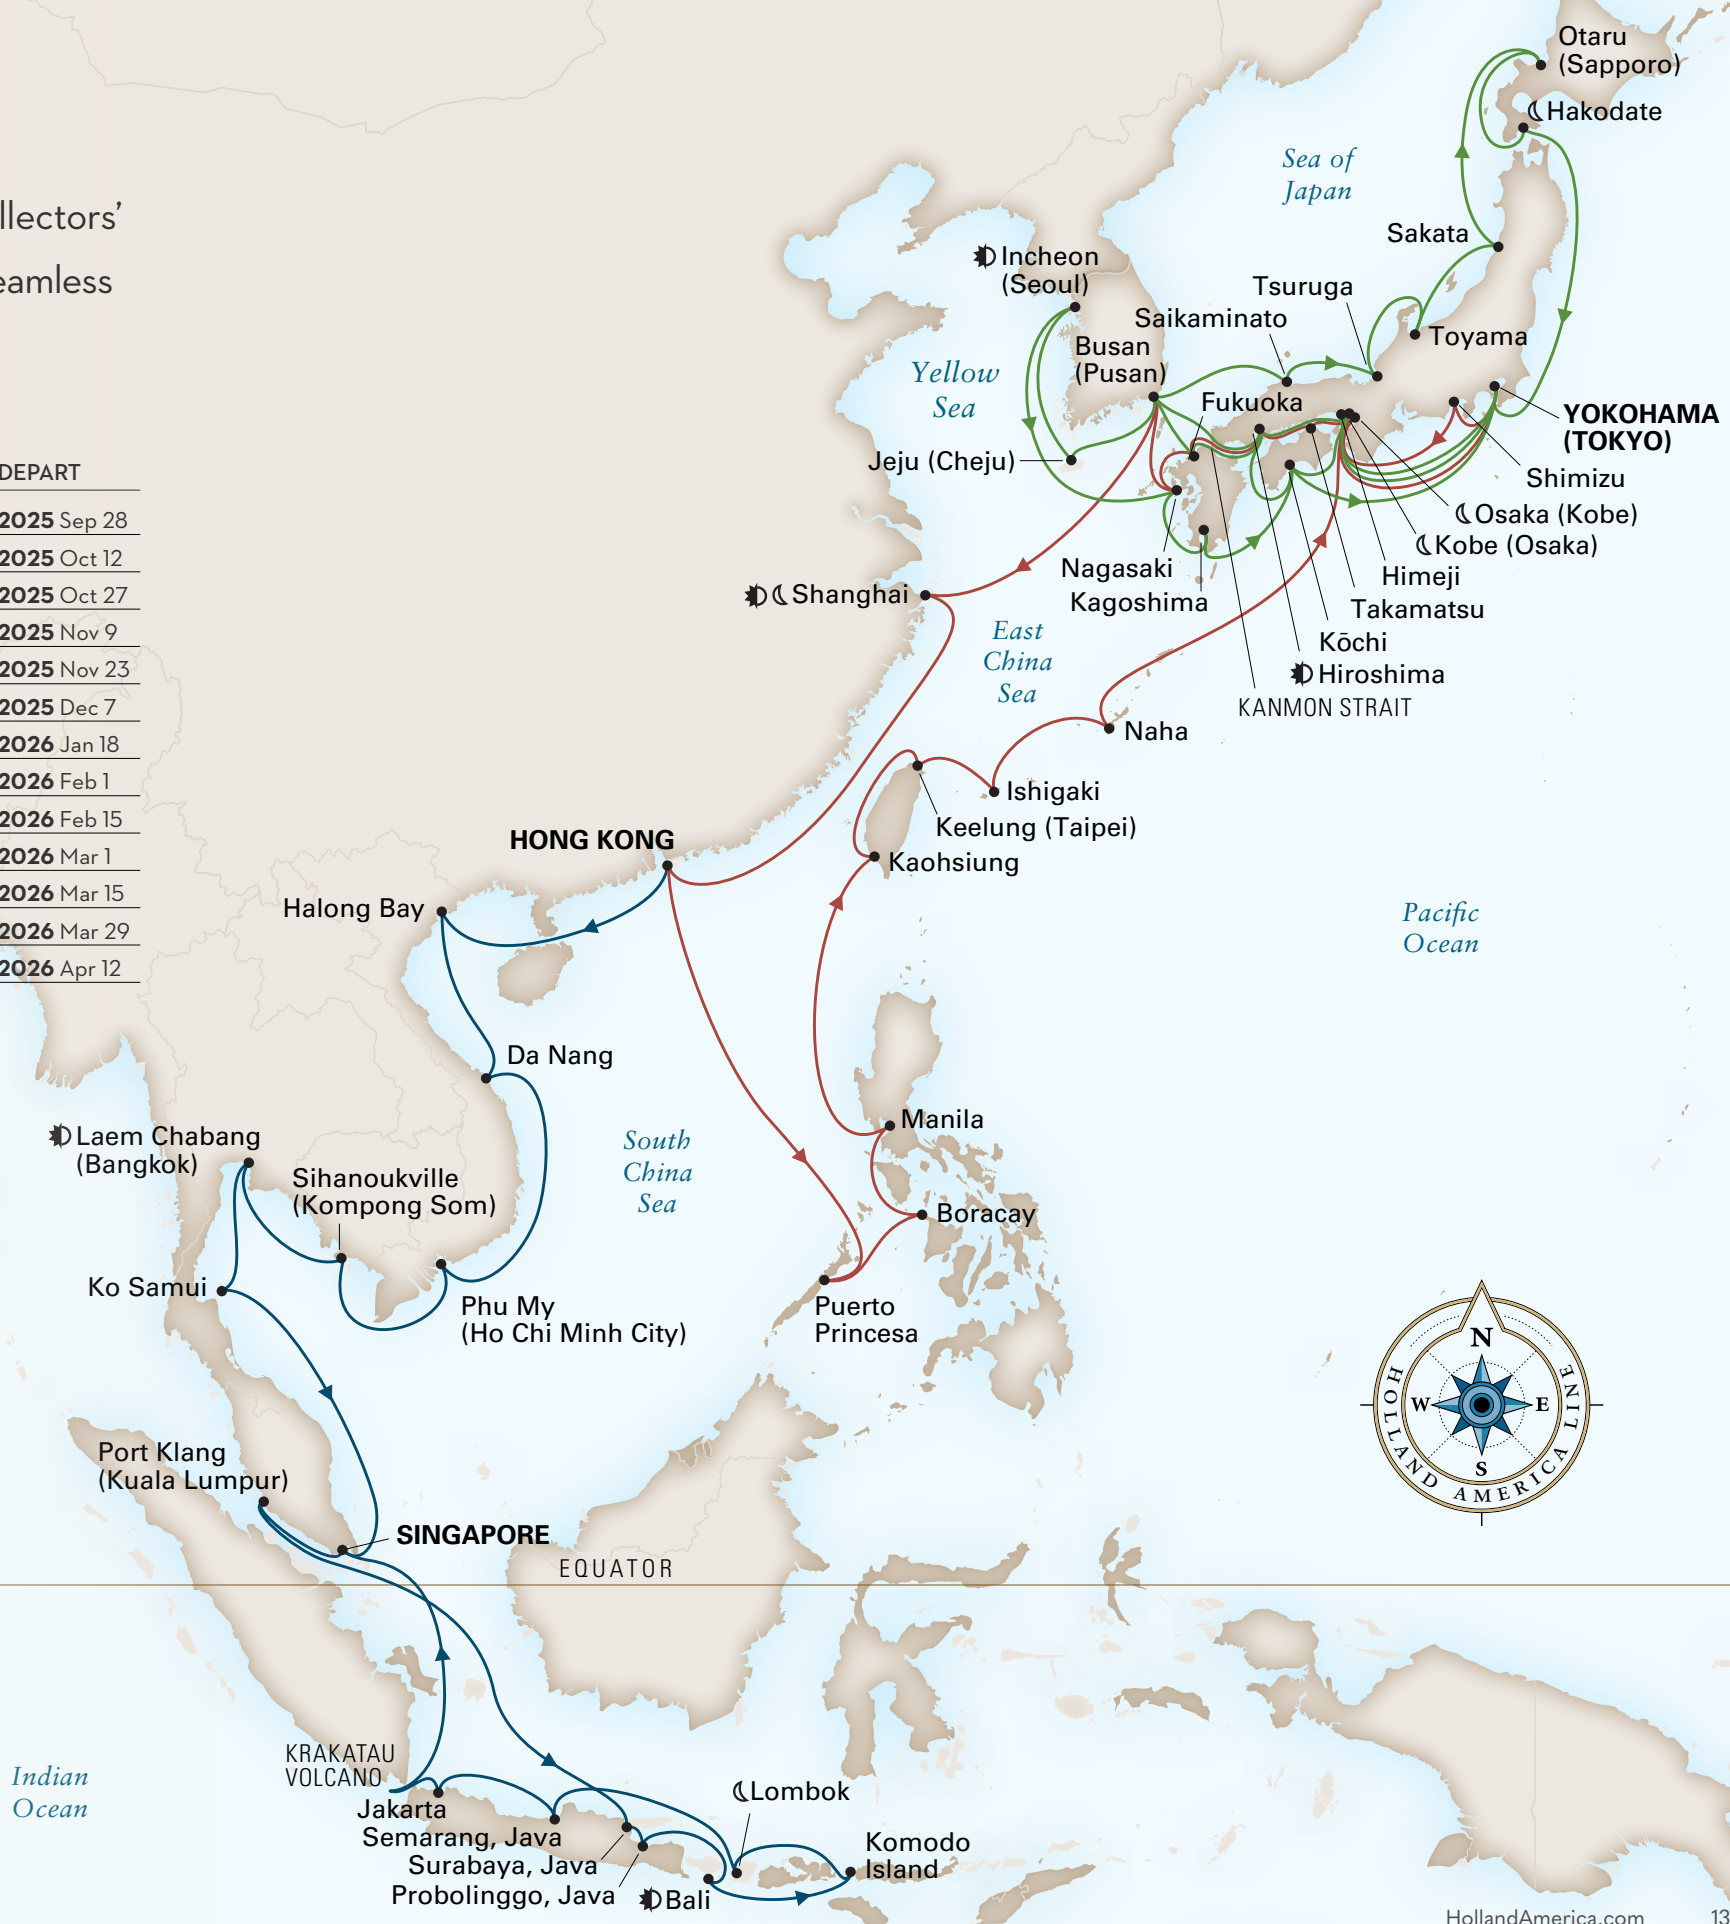 llectors’
eamless
DEPART
2025 Sep 28
2025 Oct 12
2025 Oct 27
2025 Nov 9
2025 Nov 23
2025 Dec 7
2026 Jan 18
2026 Feb 1
2026 Feb 15
2026 Mar 1
2026 Mar 15
2026 Mar 29
2026 Apr 12
Otaru
(Sapporo)
Hakodate
Sea of
Japan
Sakata
Incheon
(Seoul)
Tsuruga
Saikaminato
Toyama
Busan
(Pusan)
Yellow
Sea
Fukuoka
YOKOHAMA
(TOKYO)
Jeju (Cheju)
Shimizu
Osaka (Kobe)
Kobe (Osaka)
Nagasaki
Himeji
Shanghai
Kagoshima
Takamatsu
East
China
Sea
Kōchi
Hiroshima
KANMON STRAIT
Naha
Ishigaki
Keelung (Taipei)
HONG KONG
Kaohsiung
Halong Bay
Pacific
Ocean
Da Nang
Manila
Laem Chabang
(Bangkok)
South
China
Sea
Sihanoukville
(Kompong Som)
Boracay
Ko Samui
Phu My
(Ho Chi Minh City)
Puerto
Princesa
N
W
E
S
HOLLAND AMERICA LINE
Port Klang
(Kuala Lumpur)
SINGAPORE
EQUATOR
KRAKATAU
VOLCANO
Indian
Ocean
Lombok
Jakarta
Semarang, Java
Surabaya, Java
Probolinggo, Java
Komodo
Island
Bali
HollandAmerica.com
13